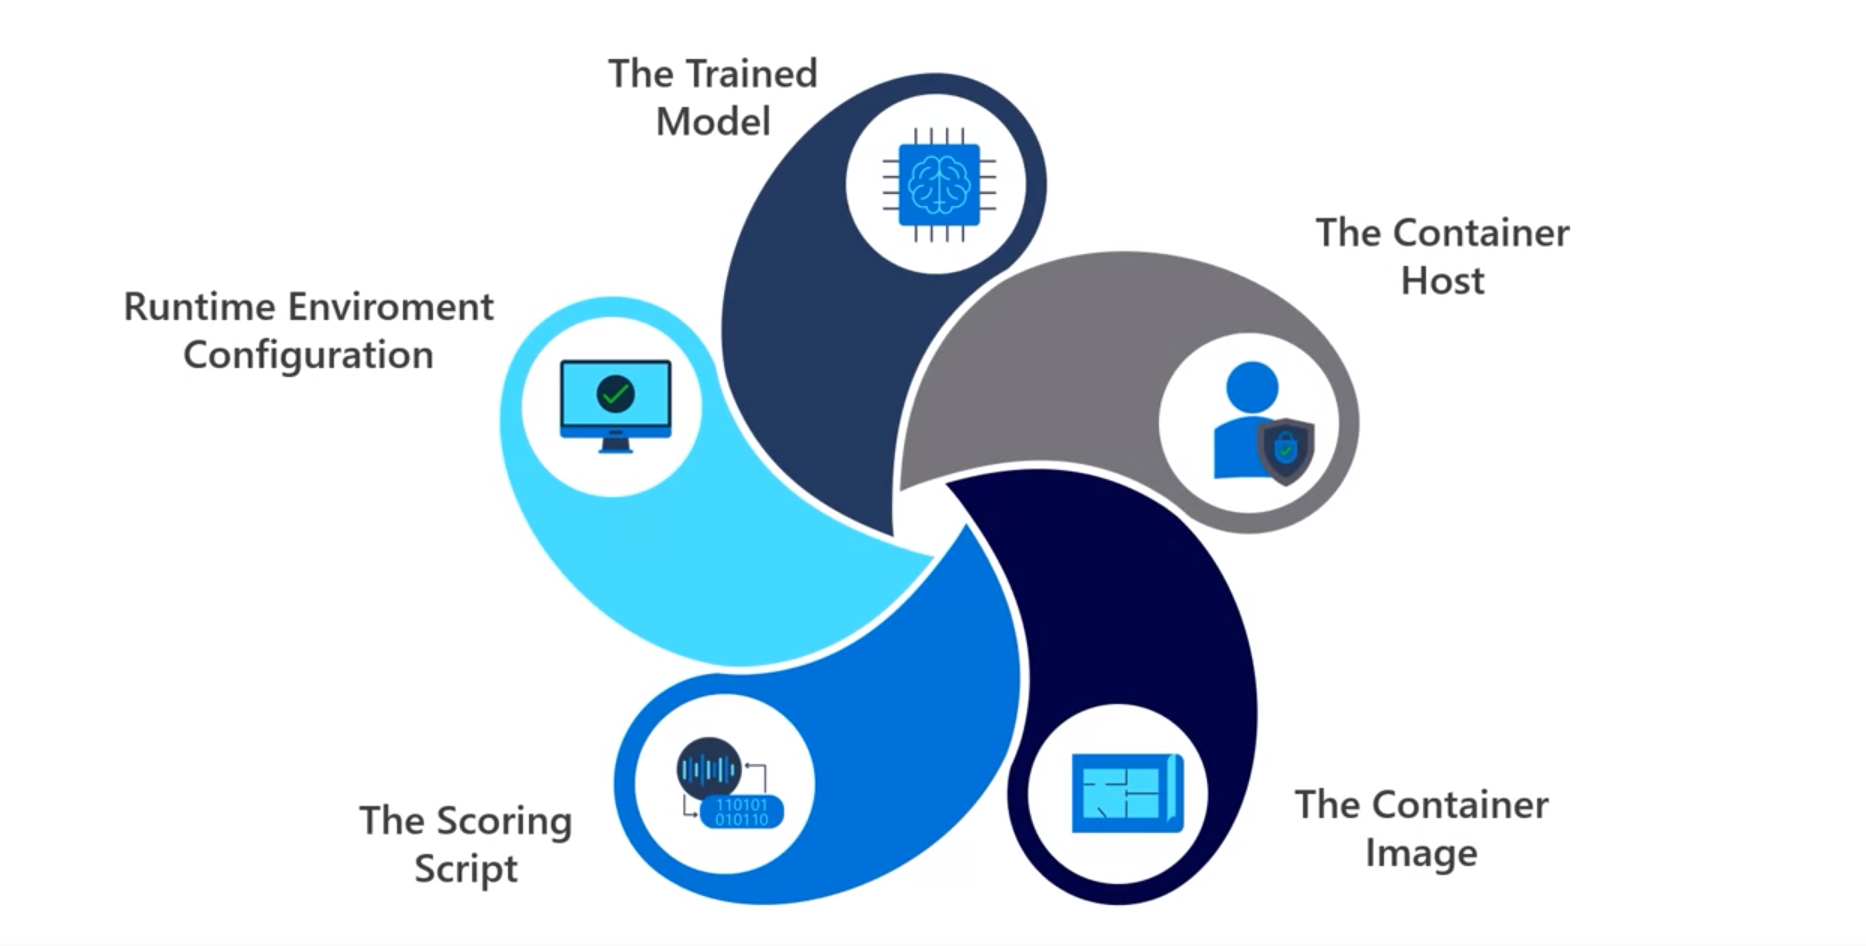 The Trained
Model
The Container
Host
Runtime Enviroment
Configuration
110101
010110
The Scoring
Script
The Container
Image